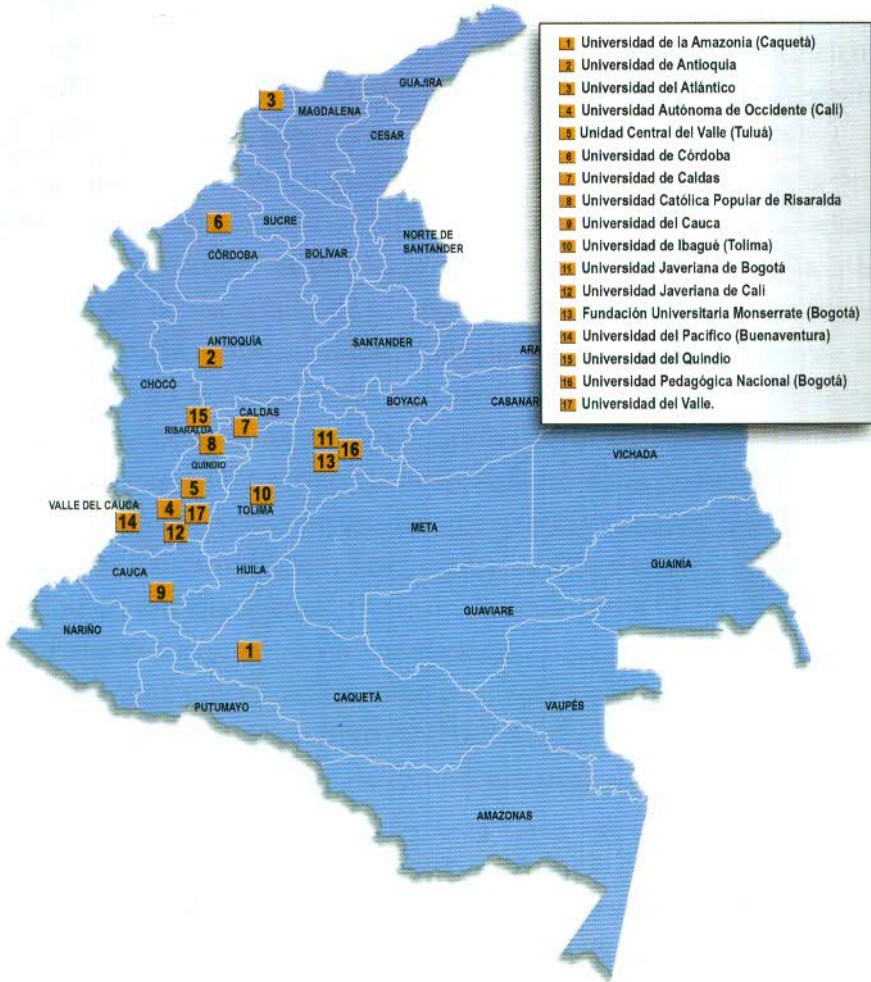 GUAJIRA
3
MAGDALENA
CESAR
6
SUCRE
CÓRDOBA
BOLÍVAR
NORTE DE
SANTANDER
ANTIOQUÍA
2
SANTANDER
ARA
CHOCÓ
BOYACA
CASANAR
15
CALDAS
RISARALDA
7
8
11
16
13
QUINDIO
VICHADA
5
10
VALLE DEL CAUCA
4
17
TOLIMA
14
12
META
CAUCA
HUILA
GUAINÍA
9
GUAVIARE
NARIÑO
1
CAQUETÁ
PUTUMAYO
VAUPÉS
AMAZONAS
1 Universidad de la Amazonia (Caquetá)
2 Universidad de Antioquia
3 Universidad del Atlántico
4 Universidad Autónoma de Occidente (Cali)
5 Unidad Central del Valle (Tuluá)
6 Universidad de Córdoba
7 Universidad de Caldas
8 Universidad Católica Popular de Risaralda
9 Universidad del Cauca
10 Universidad de Ibagué (Tolima)
11 Universidad Javeriana de Bogotá
12 Universidad Javeriana de Cali
13 Fundación Universitaria Monserrate (Bogotá)
14 Universidad del Pacífico (Buenaventura)
15 Universidad del Quindio
16 Universidad Pedagógica Nacional (Bogotá)
17 Universidad del Valle.